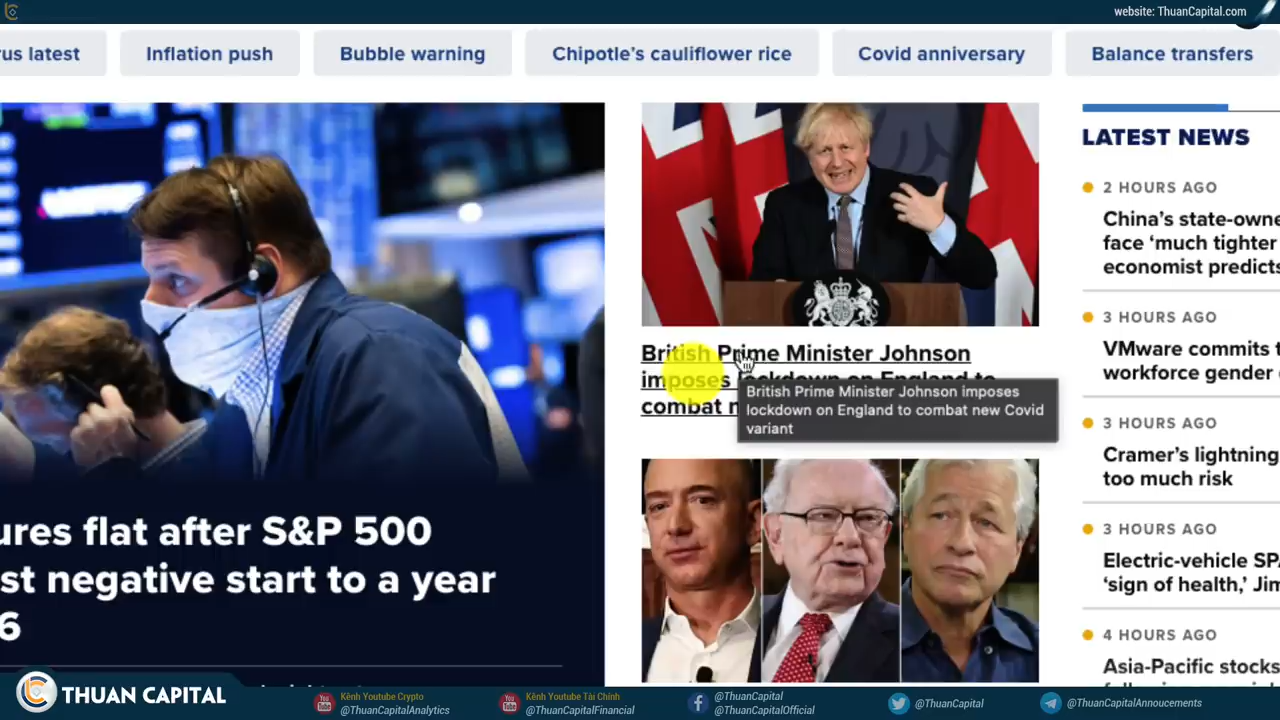 website: ThuanCapital.com
us latest
Inflation push
Bubble warning
Chipotle's cauliflower rice
Covid anniversary
Balance transfers
British Prime Minister Johnson
imposes lockdown on England to
combat
British Prime Minister Johnson imposes
lockdown on England to combat new Covid
variant
ures flat after S&P 500
st negative start to a year
6
LATEST NEWS
2 HOURS AGO
China's state-owne
face 'much tighter
economist predicts
3 HOURS AGO
VMware commits t
workforce gender
3 HOURS AGO
Cramer's lightning
too much risk
3 HOURS AGO
Electric-vehicle SPA
'sign of health,' Jim
4 HOURS AGO
Asia-Pacific stocks
THUAN CAPITAL
Kênh Youtube Crypto
@ThuanCapitalAnalytics
Kênh Youtube Tài Chính
@ThuanCapitalFinancial
@ThuanCapital
@ThuanCapitalOfficial
@ThuanCapital
@ThuanCapitalAnnoucements